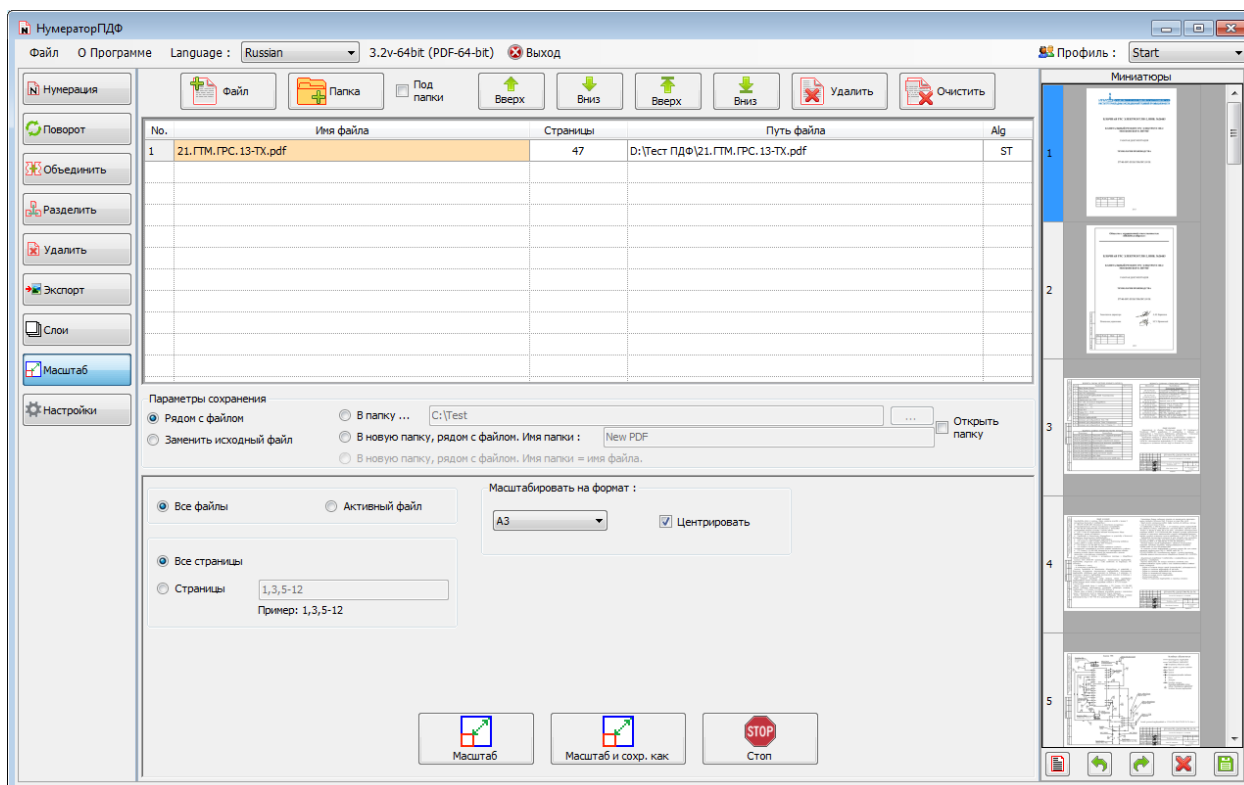 НумераторПДФ
Файл О Программе Language : Russian 3.2v-64bit (PDF-64-bit) Выход Профиль : Start
Нумерация
Поворот
Объединить
Разделить
Удалить
Экспорт
Слои
Масштаб
Настройки
Файл Папка Под папки Вверх Вниз Вверх Вниз Удалить Очистить
No. Имя файла Страницы Путь файла Alg
1 21.ГТМ.ГРС.13-ТХ.pdf 47 D:\Тест ПДФ\21.ГТМ.ГРС.13-ТХ.pdf ST
Параметры сохранения
Рядом с файлом В папку ... C:\Test ... Открыть папку
Заменить исходный файл В новую папку, рядом с файлом. Имя папки : New PDF
В новую папку, рядом с файлом. Имя папки = имя файла.
Все файлы Активный файл
Масштабировать на формат :
A3 Центрировать
Все страницы
Страницы 1,3,5-12
Пример: 1,3,5-12
Масштаб Масштаб и сохр. как STOP Стоп
Миниатюры
1
2
3
4
5